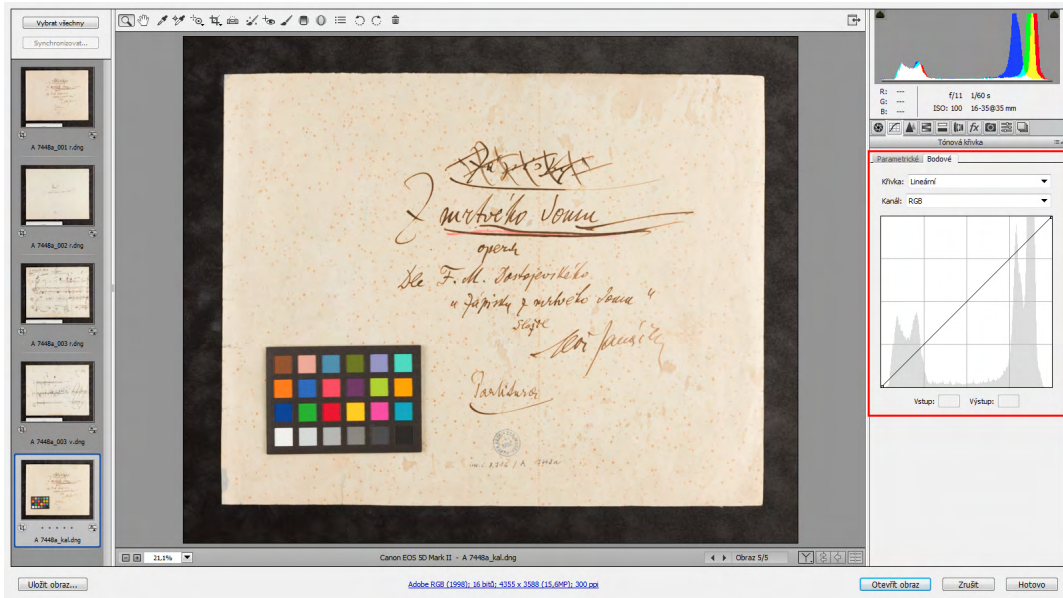 Vybrat všechny
Synchronizovat...
A 7448a_001 r.dng
A 7448a_002 r.dng
A 7448a_003 r.dng
A 7448a_003 v.dng
A 7448a_kal.dng
Z mrtvého domu
opera
Dle F. M. Dostojevského
"Zápisky z mrtvého domu"
složil
Leoš Janáček
Partitura
21,1%
Canon EOS 5D Mark II - A 7448a_kal.dng
Obraz 5/5
R: ---
G: ---
B: ---
f/11 1/60 s
ISO: 100 16-35@35 mm
Tónová křivka
Parametrické Bodové
Křivka: Lineární
Kanál: RGB
Vstup: Výstup:
Uložit obraz...
Adobe RGB (1998); 16 bitů; 4355 x 3588 (15,6MP); 300 ppi
Otevřít obraz
Zrušit
Hotovo